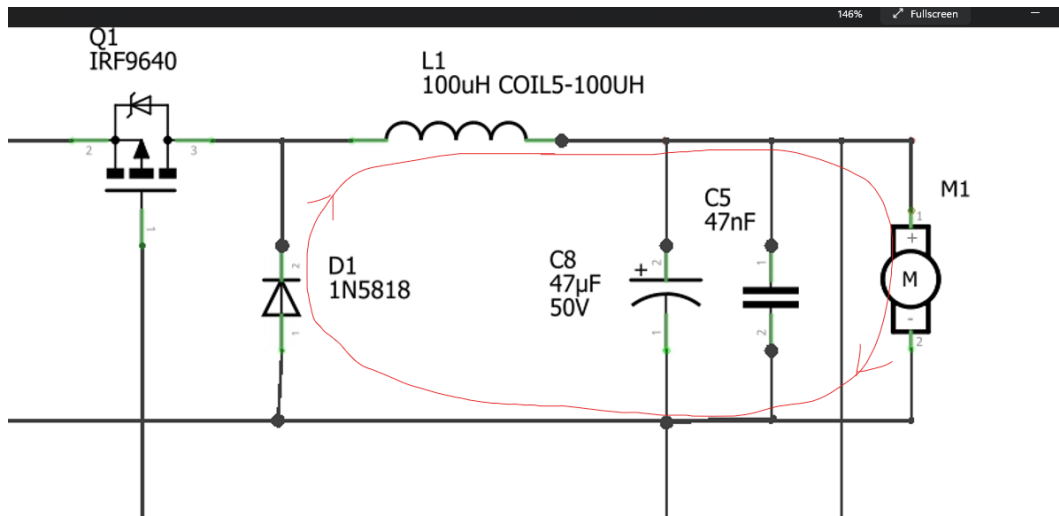 146%
Fullscreen
Q1
IRF9640
2
3
1
L1
100uH COIL5-100UH
D1
1N5818
2
1
C8
47µF
50V
+
2
1
C5
47nF
1
2
M1
1
+
M
-
2